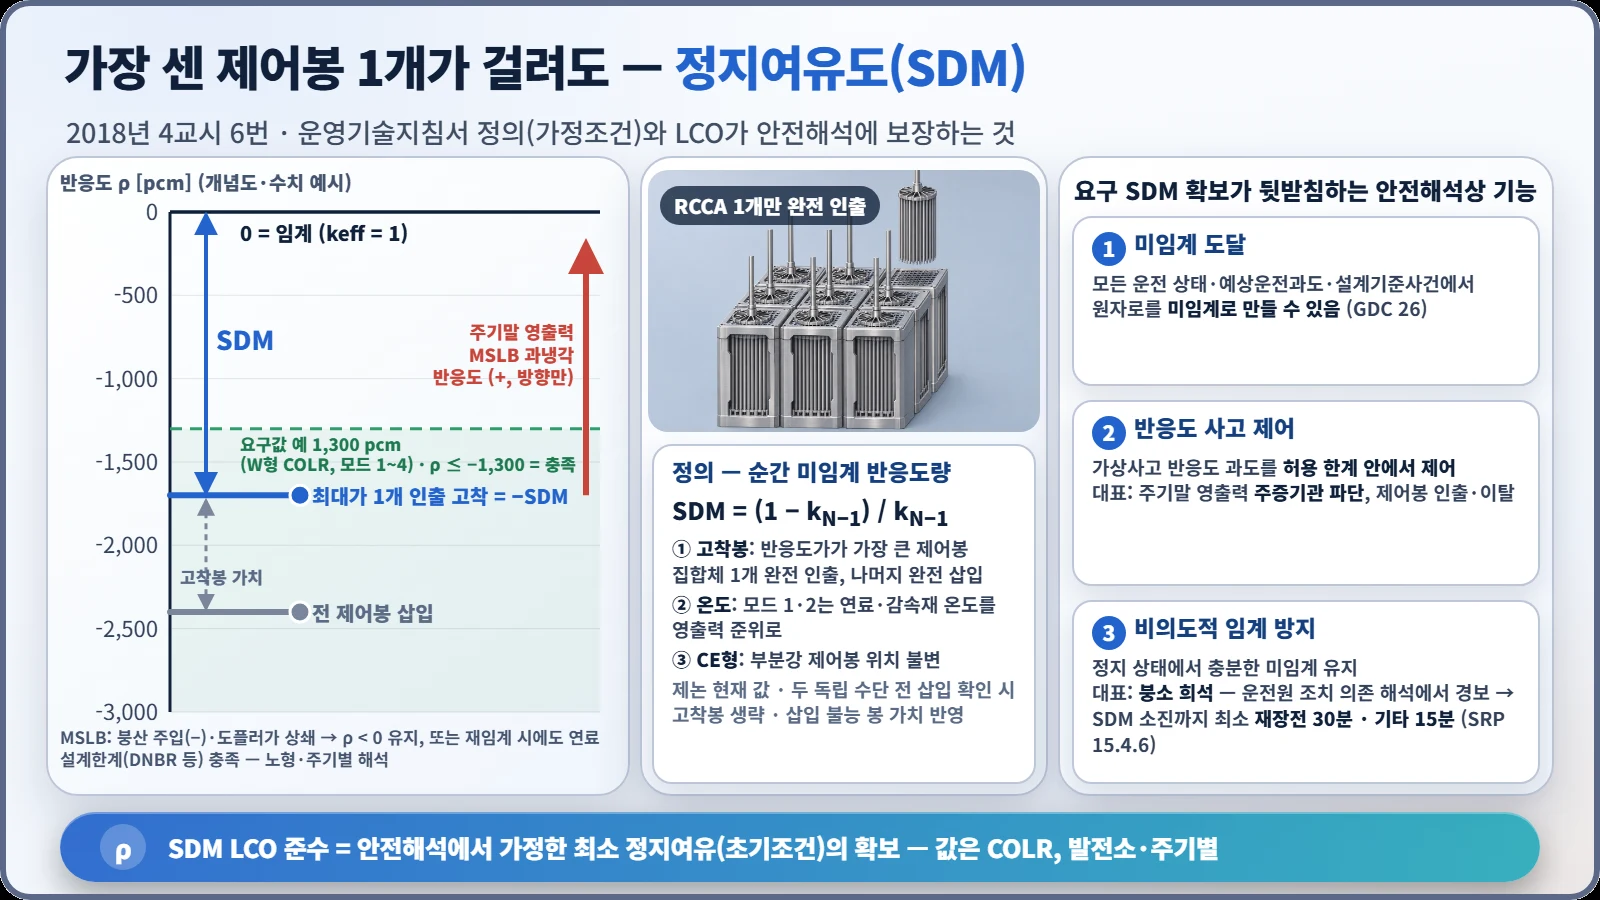 가장 센 제어봉 1개가 걸려도 — 정지여유도(SDM)
2018년 4교시 6번 · 운영기술지침서 정의(가정조건)와 LCO가 안전해석에 보장하는 것
반응도 ρ [pcm] (개념도·수치 예시)
0
-500
-1,000
-1,500
-2,000
-2,500
-3,000
0 = 임계 (keff = 1)
SDM
주기말 영출력
MSLB 과냉각
반응도 (+, 방향만)
요구값 예 1,300 pcm
(W형 COLR, 모드 1~4) · ρ ≤ −1,300 = 충족
최대가 1개 인출 고착 = −SDM
고착봉 가치
전 제어봉 삽입
MSLB: 붕산 주입(−)·도플러가 상쇄 → ρ < 0 유지, 또는 재임계 시에도 연료
설계한계(DNBR 등) 충족 — 노형·주기별 해석
RCCA 1개만 완전 인출
정의 — 순간 미임계 반응도량
SDM = (1 − kN−1) / kN−1
① 고착봉: 반응도가가 가장 큰 제어봉
집합체 1개 완전 인출, 나머지 완전 삽입
② 온도: 모드 1·2는 연료·감속재 온도를
영출력 준위로
③ CE형: 부분강 제어봉 위치 불변
제논 현재 값 · 두 독립 수단 전 삽입 확인 시
고착봉 생략 · 삽입 불능 봉 가치 반영
요구 SDM 확보가 뒷받침하는 안전해석상 기능
1 미임계 도달
모든 운전 상태·예상운전과도·설계기준사건에서
원자로를 미임계로 만들 수 있음 (GDC 26)
2 반응도 사고 제어
가상사고 반응도 과도를 허용 한계 안에서 제어
대표: 주기말 영출력 주증기관 파단, 제어봉 인출·이탈
3 비의도적 임계 방지
정지 상태에서 충분한 미임계 유지
대표: 붕소 희석 — 운전원 조치 의존 해석에서 경보 →
SDM 소진까지 최소 재장전 30분 · 기타 15분 (SRP
15.4.6)
ρ SDM LCO 준수 = 안전해석에서 가정한 최소 정지여유(초기조건)의 확보 — 값은 COLR, 발전소·주기별